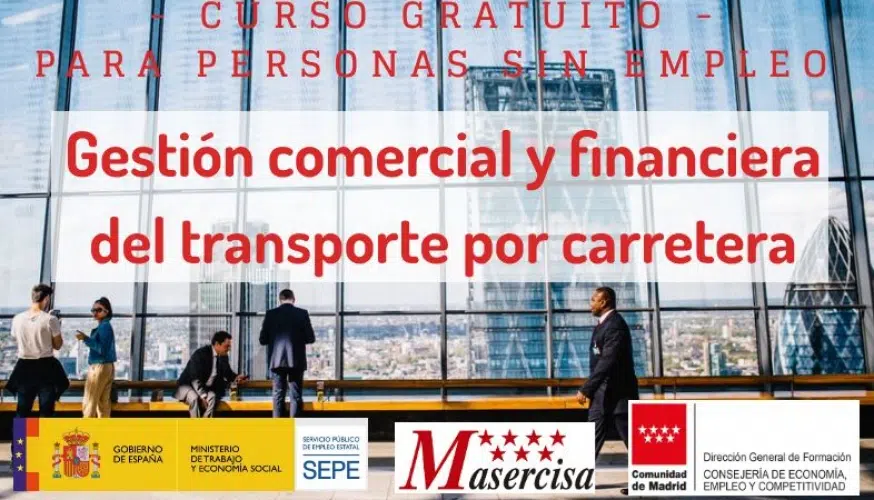 - CURSO GRATUITO -
PARA PERSONAS SIN EMPLEO
Gestión comercial y financiera
del transporte por carretera
GOBIERNO
DE ESPAÑA
MINISTERIO
DE TRABAJO
Y ECONOMÍA SOCIAL
SERVICIO PÚBLICO
DE EMPLEO ESTATAL
SEPE
Masercisa
Comunidad
de Madrid
Dirección General de Formación
CONSEJERÍA DE ECONOMÍA,
EMPLEO Y COMPETITIVIDAD